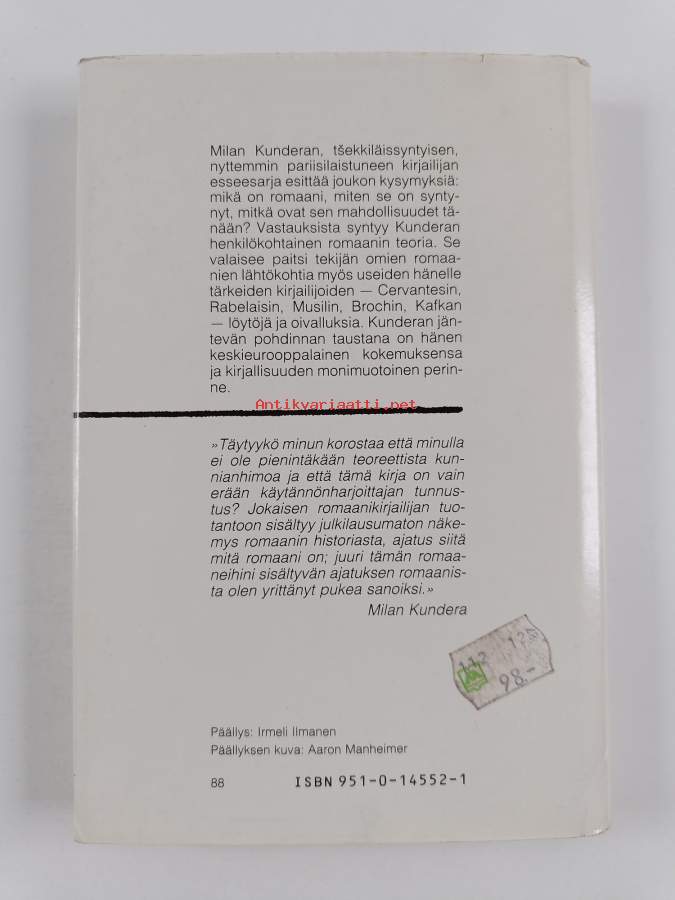 Milan Kunderan, tšekkiläissyntyisen,
nyttemmin pariisilaistuneen kirjailijan
esseesarja esittää joukon kysymyksiä:
mikä on romaani, miten se on synty-
nyt, mitkä ovat sen mahdollisuudet tä-
nään? Vastauksista syntyy Kunderan
henkilökohtainen romaanin teoria. Se
valaisee paitsi tekijän omien romaa-
nien lähtökohtia myös useiden hänelle
tärkeiden kirjailijoiden — Cervantesin,
Rabelaisin, Musilin, Brochin, Kafkan
— löytöjä ja oivalluksia. Kunderan jän-
tevän pohdinnan taustana on hänen
keskieurooppalainen kokemuksensa
ja kirjallisuuden monimuotoinen perin-
ne.
Antikvariaatti.net
»Täytyykö minun korostaa että minulla
ei ole pienintäkään teoreettista kun-
nianhimoa ja että tämä kirja on vain
erään käytännönharjoittajan tunnus-
tus? Jokaisen romaanikirjailijan tuo-
tantoon sisältyy julkilausumaton näke-
mys romaanin historiasta, ajatus siitä
mitä romaani on; juuri tämän romaa-
neihini sisältyvän ajatuksen romaanis-
ta olen yrittänyt pukea sanoiksi.»
Milan Kundera
112
98.-
Päällys: Irmeli Ilmanen
Päällyksen kuva: Aaron Manheimer
88 ISBN 951-0-14552-1